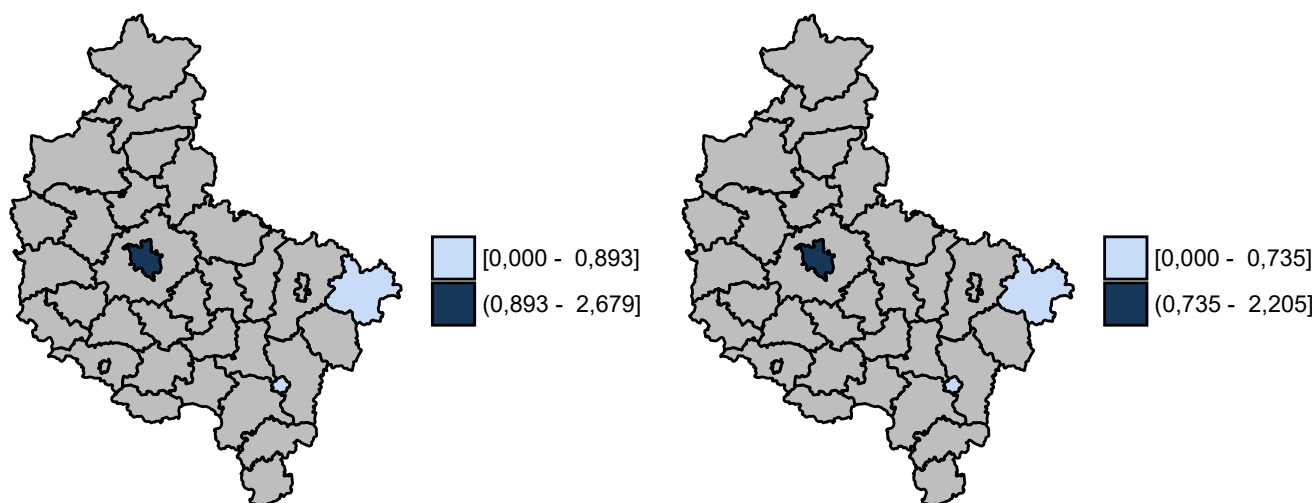 [0,000 -  0,893]
(0,893 -  2,679]
[0,000 -  0,735]
(0,735 -  2,205]